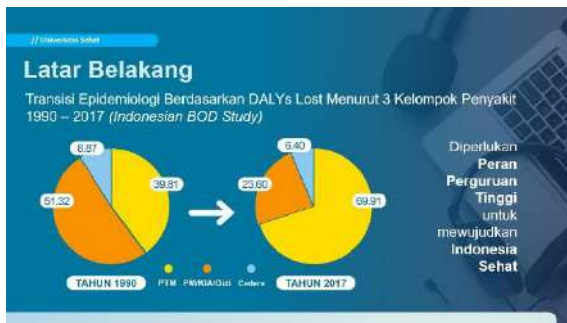 // Universitas Sehat
Latar Belakang
Transisi Epidemiologi Berdasarkan DALYs Lost Menurut 3 Kelompok Penyakit
1990 – 2017 (Indonesian BOD Study)
8.87
39.81
51.32
6.40
23.60
69.91
Diperlukan
Peran
Perguruan
Tinggi
untuk
mewujudkan
Indonesia
Sehat
TAHUN 1990
PTM PM/KIA/Gizi Cedera
TAHUN 2017